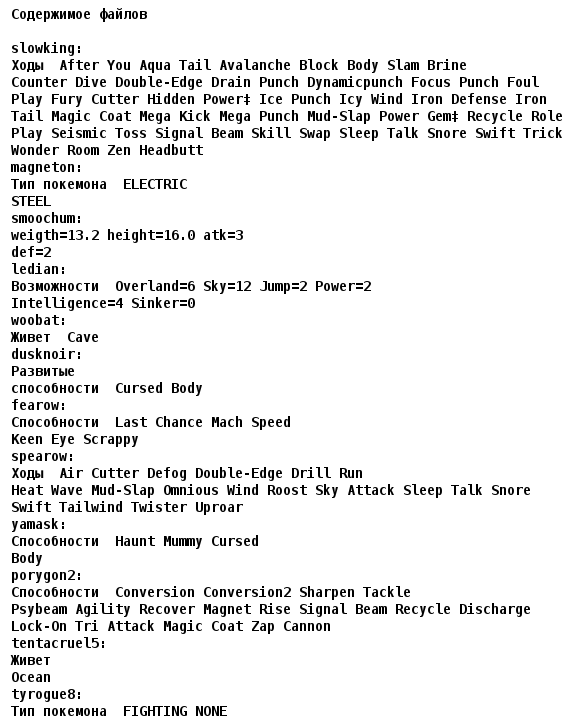 Содержимое файлов
slowking:
Ходы  After You Aqua Tail Avalanche Block Body Slam Brine
Counter Dive Double-Edge Drain Punch Dynamicpunch Focus Punch Foul
Play Fury Cutter Hidden Power‡ Ice Punch Icy Wind Iron Defense Iron
Tail Magic Coat Mega Kick Mega Punch Mud-Slap Power Gem‡ Recycle Role
Play Seismic Toss Signal Beam Skill Swap Sleep Talk Snore Swift Trick
Wonder Room Zen Headbutt
magneton:
Тип покемона  ELECTRIC
STEEL
smoochum:
weigth=13.2 height=16.0 atk=3
def=2
ledian:
Возможности  Overland=6 Sky=12 Jump=2 Power=2
Intelligence=4 Sinker=0
woobat:
Живет  Cave
dusknoir:
Развитые
способности  Cursed Body
fearow:
Способности  Last Chance Mach Speed
Keen Eye Scrappy
spearow:
Ходы  Air Cutter Defog Double-Edge Drill Run
Heat Wave Mud-Slap Omnious Wind Roost Sky Attack Sleep Talk Snore
Swift Tailwind Twister Uproar
yamask:
Способности  Haunt Mummy Cursed
Body
porygon2:
Способности  Conversion Conversion2 Sharpen Tackle
Psybeam Agility Recover Magnet Rise Signal Beam Recycle Discharge
Lock-On Tri Attack Magic Coat Zap Cannon
tentacruel5:
Живет
Ocean
tyrogue8:
Тип покемона  FIGHTING NONE